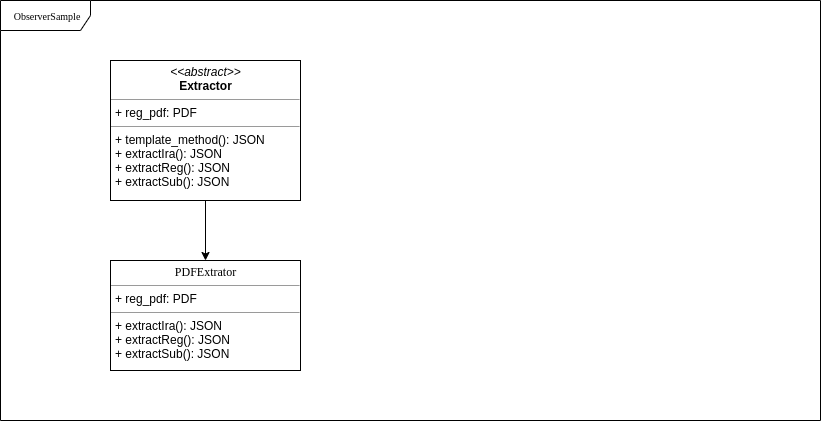 ObserverSample
<<abstract>>
Extractor
+ reg_pdf: PDF
+ template_method(): JSON
+ extractIra(): JSON
+ extractReg(): JSON
+ extractSub(): JSON
PDFExtrator
+ reg_pdf: PDF
+ extractIra(): JSON
+ extractReg(): JSON
+ extractSub(): JSON